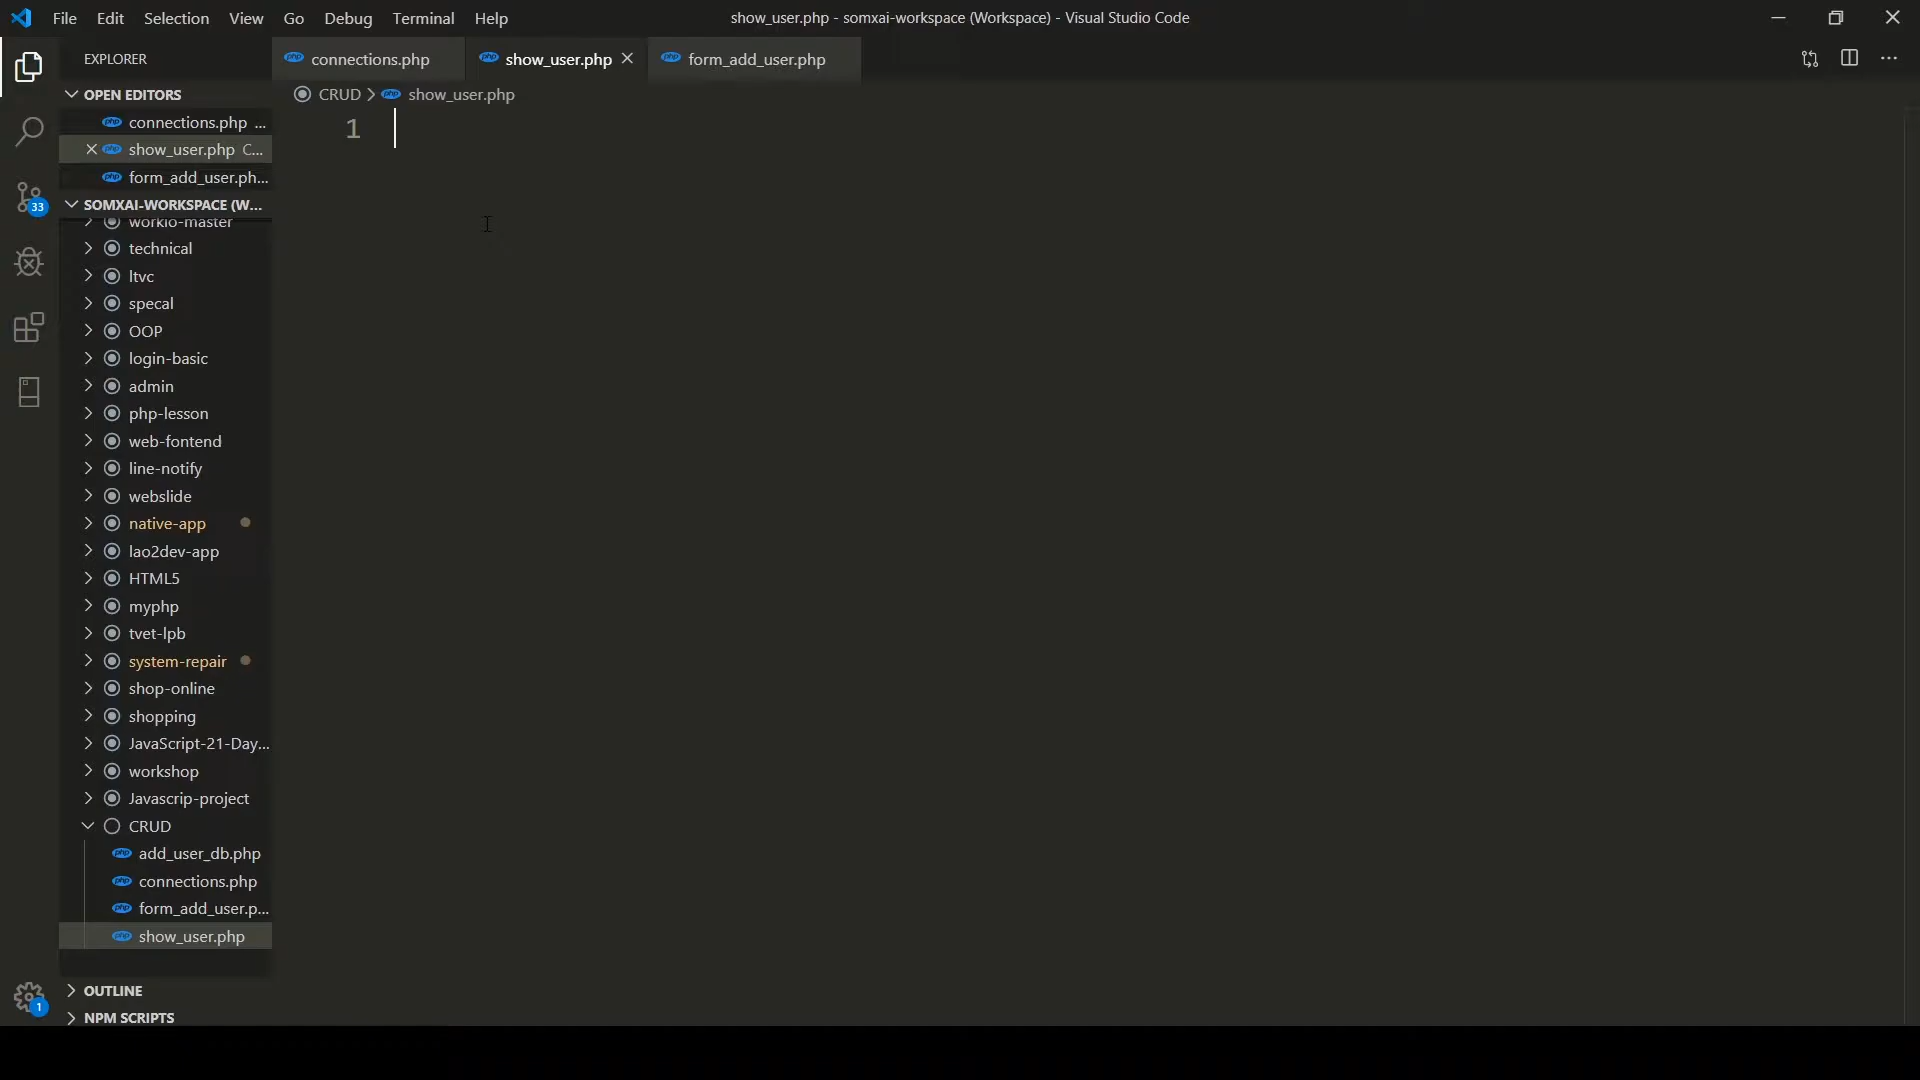 File Edit Selection View Go Debug Terminal Help
show_user.php - somxai-workspace (Workspace) - Visual Studio Code
EXPLORER
connections.php
show_user.php
form_add_user.php
OPEN EDITORS
CRUD > show_user.php
connections.php ...
show_user.php C...
form_add_user.ph...
1
33
SOMXAI-WORKSPACE (W...
workio-master
technical
ltvc
specal
OOP
login-basic
admin
php-lesson
web-fontend
line-notify
webslide
native-app
lao2dev-app
HTML5
myphp
tvet-lpb
system-repair
shop-online
shopping
JavaScript-21-Day...
workshop
Javascrip-project
CRUD
php add_user_db.php
php connections.php
php form_add_user.p...
php show_user.php
1
OUTLINE
NPM SCRIPTS